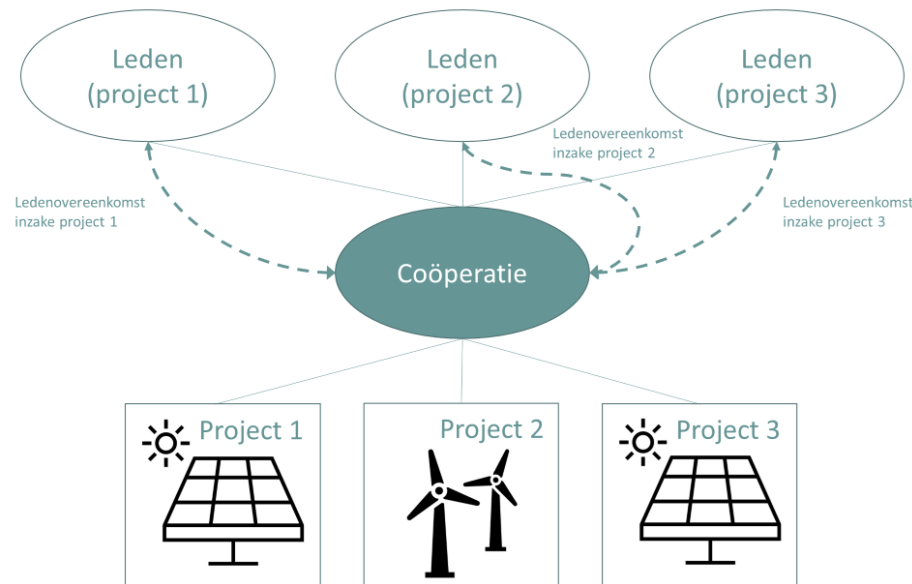 Leden
(project 1)
Leden
(project 2)
Leden
(project 3)
Ledenovereenkomst
inzake project 1
Ledenovereenkomst
inzake project 2
Ledenovereenkomst
inzake project 3
Coöperatie
Project 1
Project 2
Project 3